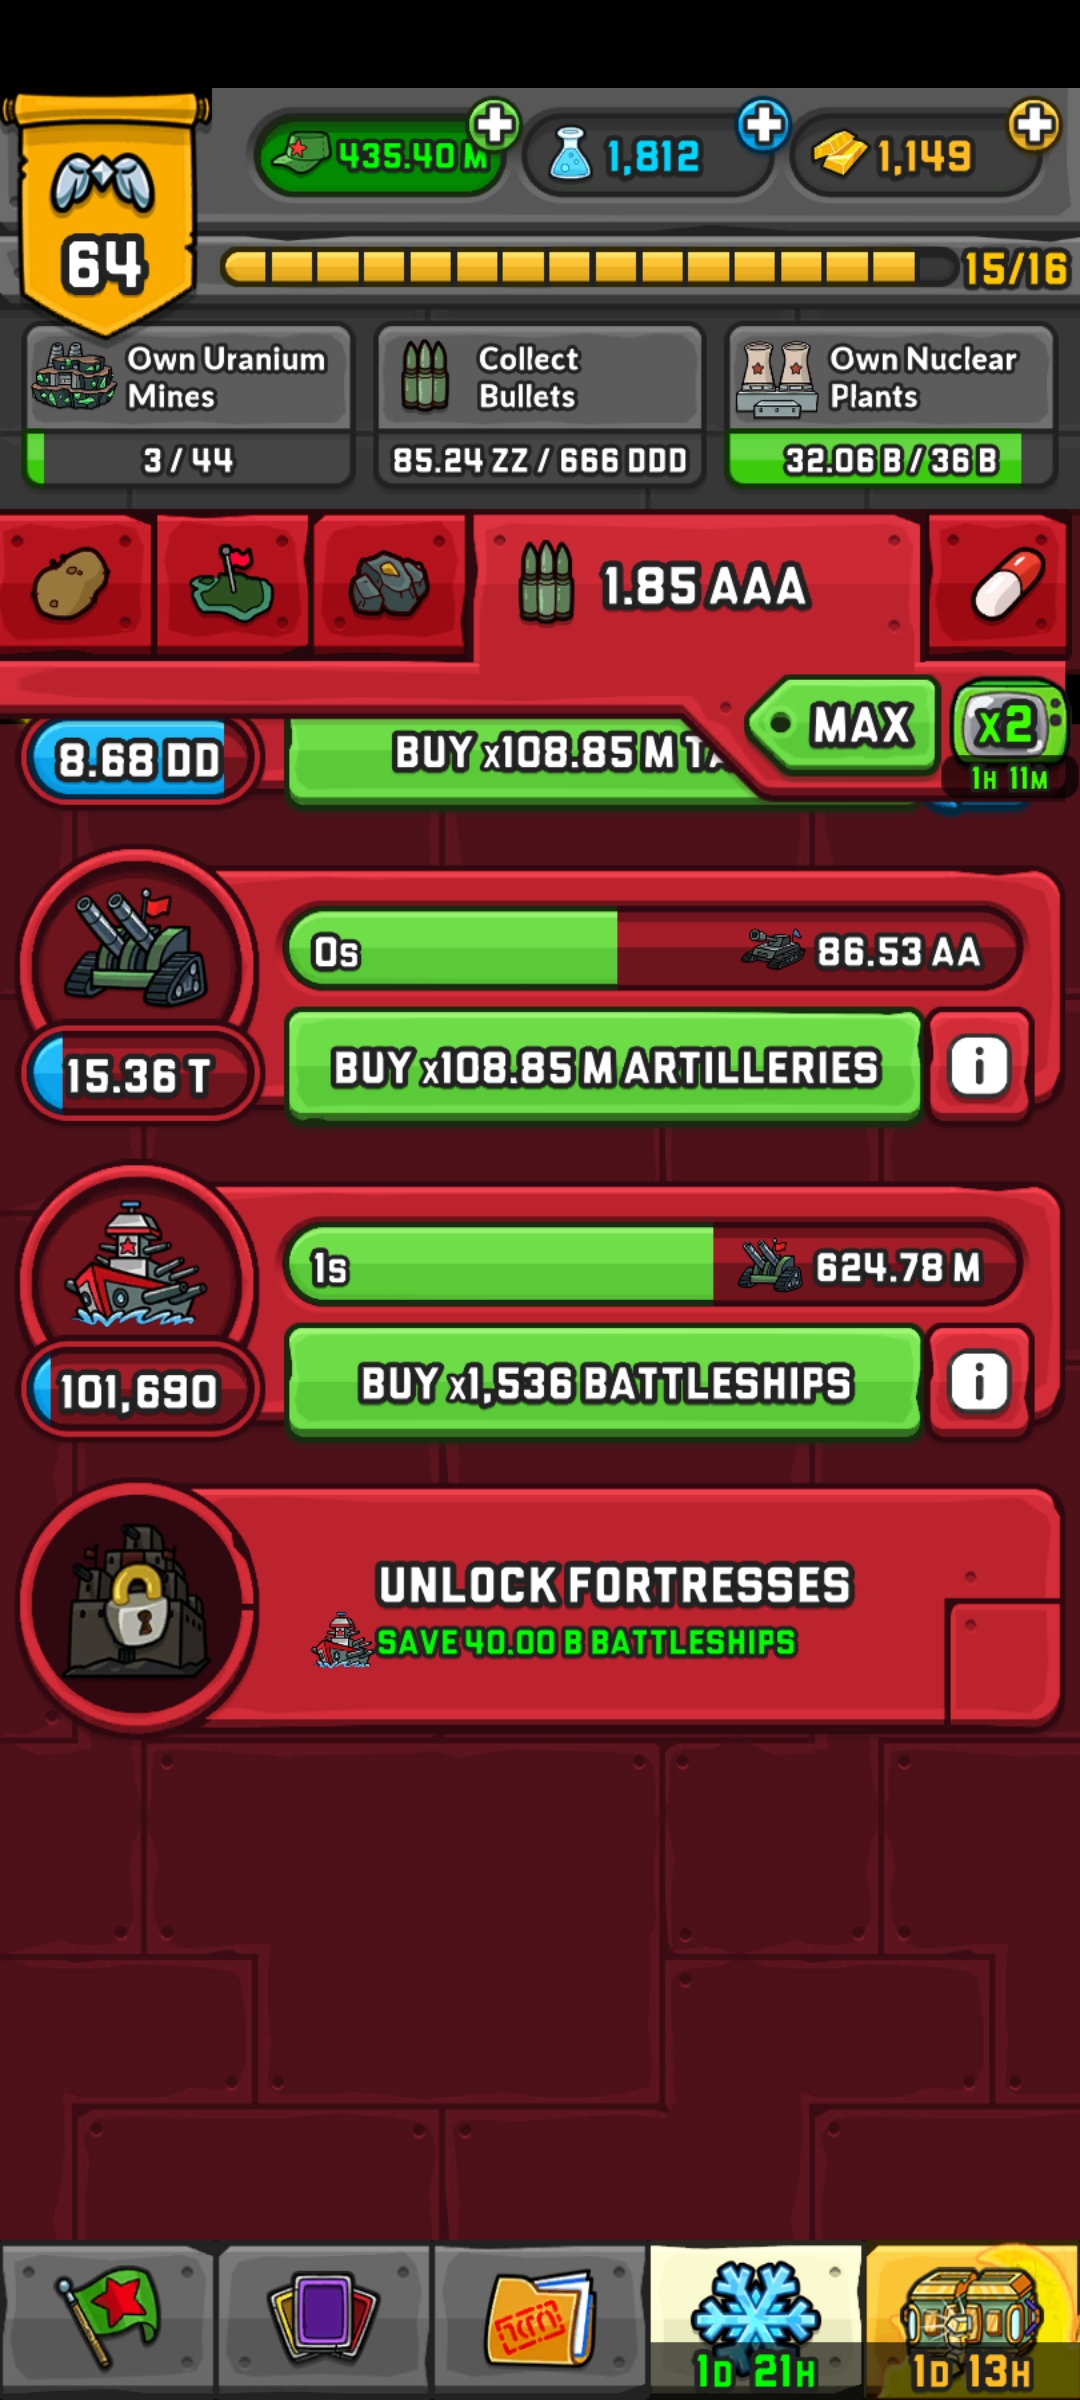 435.40 M
1,812
1,149
64
15/16
Own Uranium
Mines
3 / 44
Collect
Bullets
85.24 ZZ / 666 DDD
Own Nuclear
Plants
32.06 B / 36 B
1.85 AAA
MAX
x2
1H 11M
8.68 DD
BUY x108.85 M TA
0s
86.53 AA
15.36 T
BUY x108.85 M ARTILLERIES
i
1s
624.78 M
101,690
BUY x1,536 BATTLESHIPS
i
UNLOCK FORTRESSES
SAVE 40.00 B BATTLESHIPS
1D 21H
1D 13H